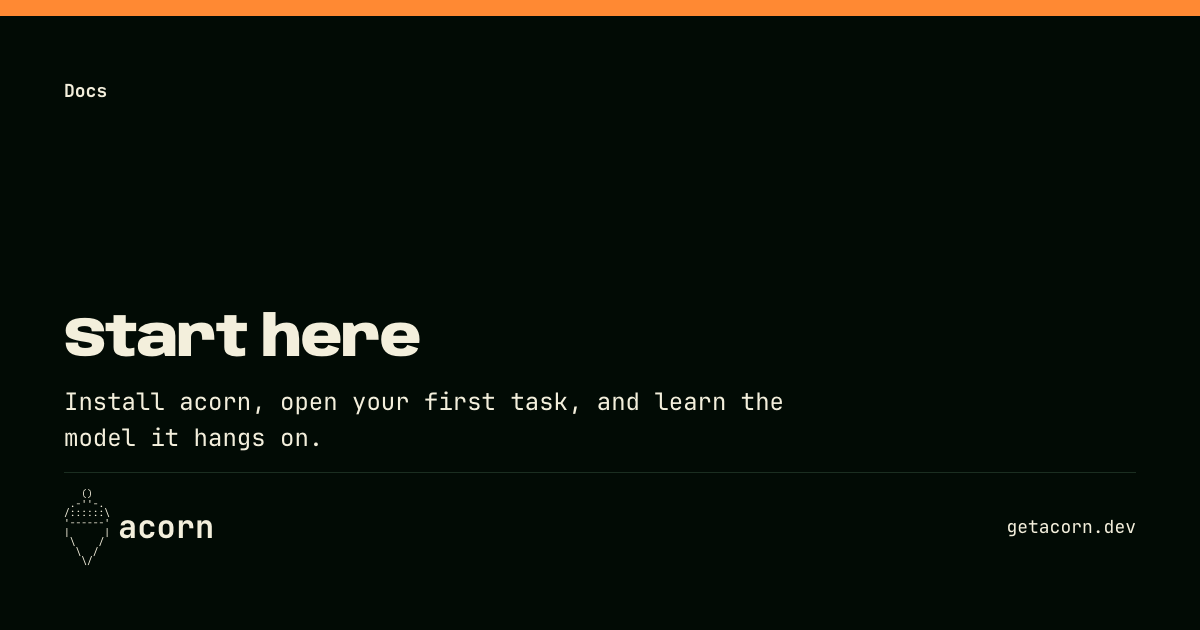 Docs
start here
Install acorn, open your first task, and learn the
model it hangs on.
acorn
getacorn.dev